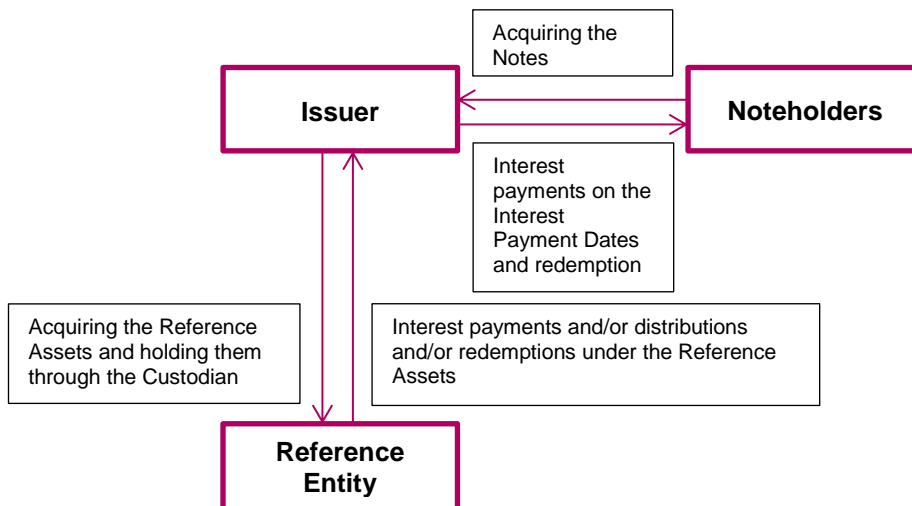 Acquiring the
Notes
Issuer
Noteholders
Interest
payments on the
Interest
Payment Dates
and redemption
Acquiring the Reference
Assets and holding them
through the Custodian
Interest payments and/or distributions
and/or redemptions under the Reference
Assets
Reference
Entity